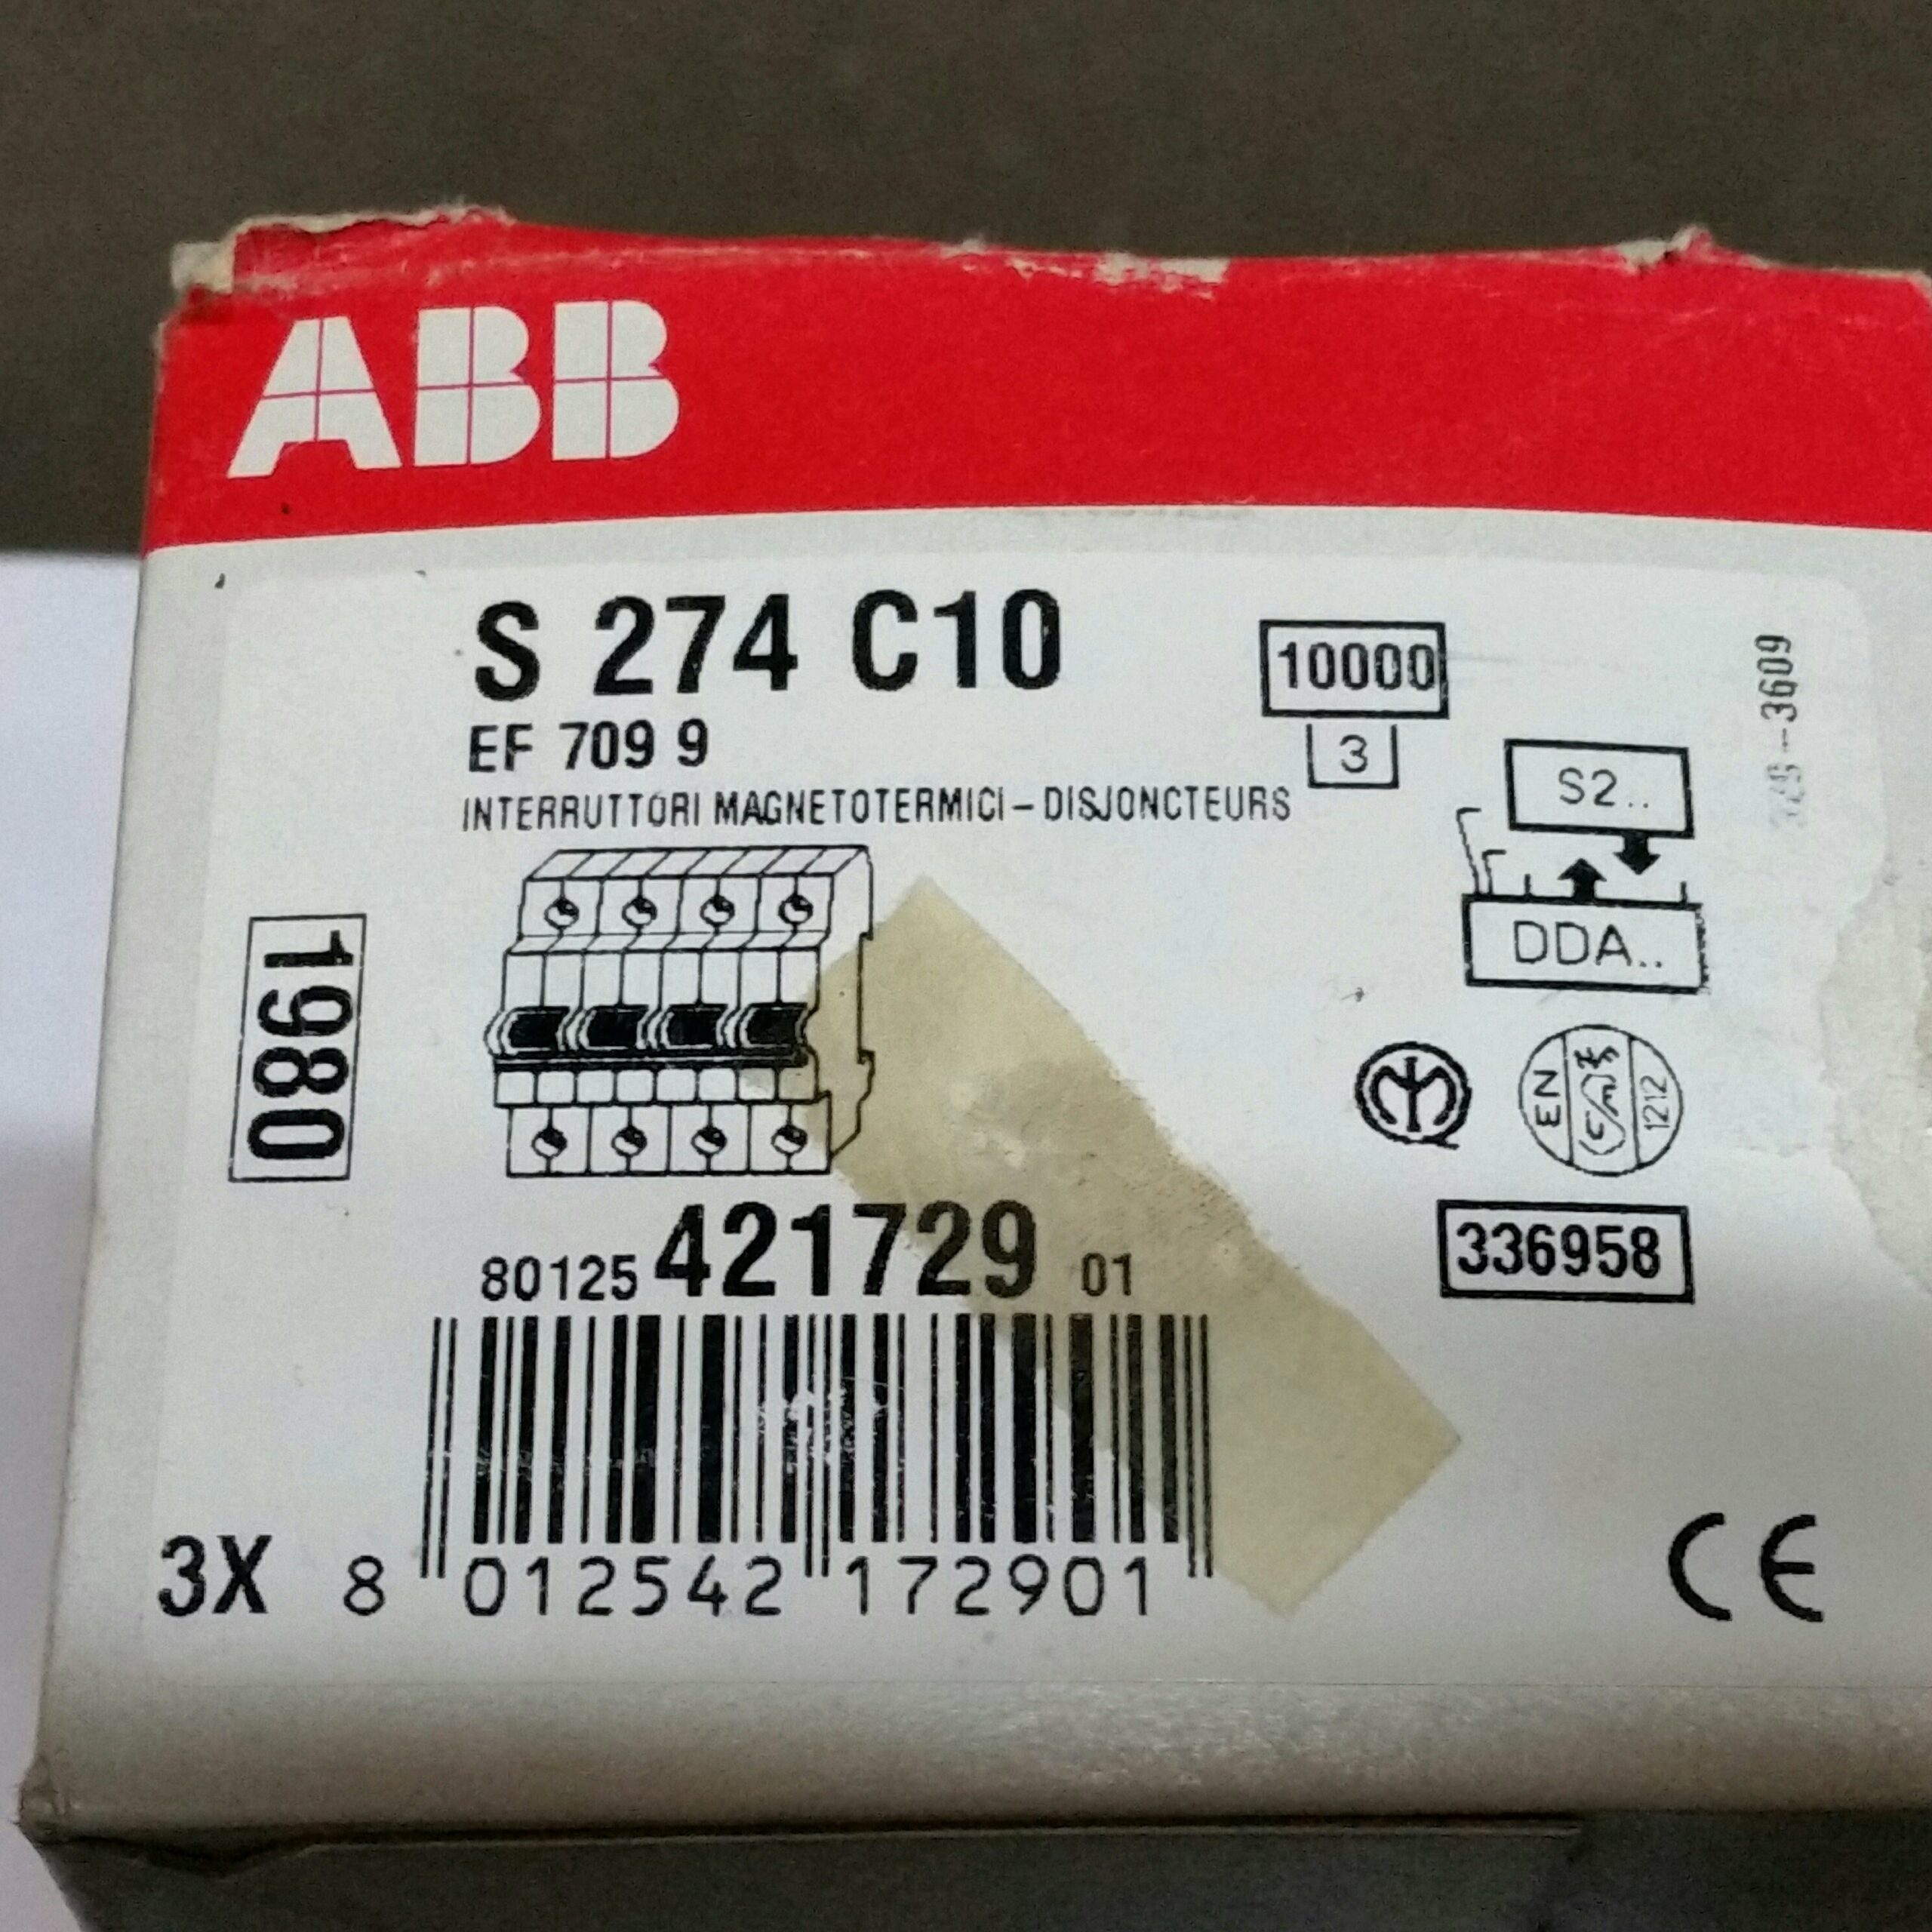 ABB
S 274 C10
EF 709 9
INTERRUTTORI MAGNETOTERMICI - DISJONCTEURS
10000
3
-3609
S2..
DDA..
1980
EN
1212
80125 421729 01
336958
3X
8 012542 172901
CE